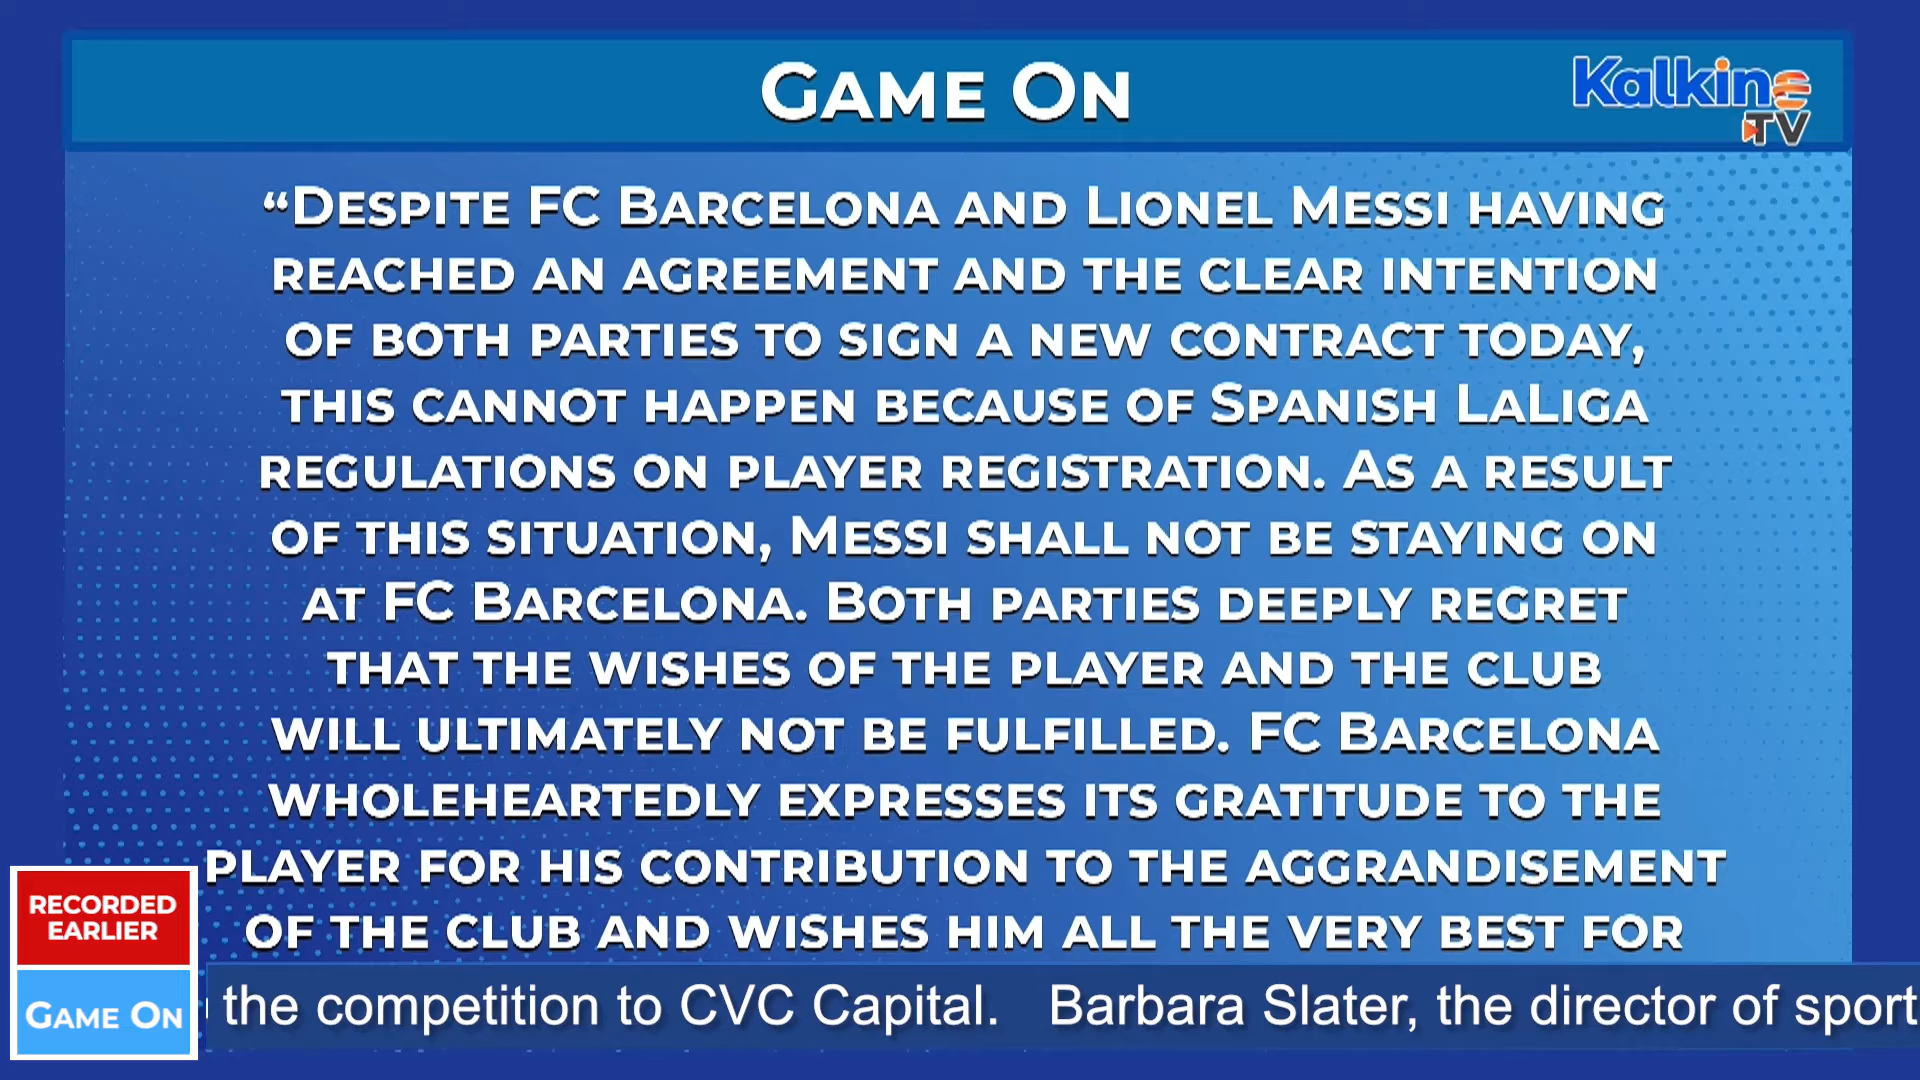 Game On
Kalkine
TV
“Despite FC Barcelona and Lionel Messi having
reached an agreement and the clear intention
of both parties to sign a new contract today,
this cannot happen because of Spanish LaLiga
regulations on player registration. As a result
of this situation, Messi shall not be staying on
at FC Barcelona. Both parties deeply regret
that the wishes of the player and the club
will ultimately not be fulfilled. FC Barcelona
wholeheartedly expresses its gratitude to the
player for his contribution to the aggrandisement
of the club and wishes him all the very best for
RECORDED
EARLIER
Game On
the competition to CVC Capital. Barbara Slater, the director of sport